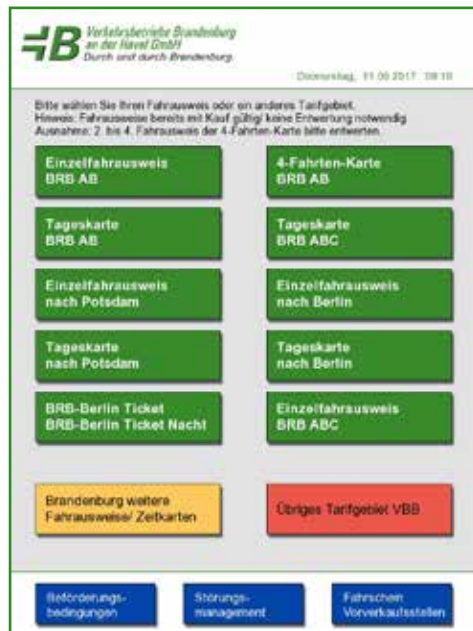 Verkehrsbetriebe Brandenburg
an der Havel GmbH
Durch und durch Brandenburg.
Donnerstag, 11.05.2017 09:10
Bitte wählen Sie Ihren Fahrausweis oder ein anderes Tarifgebiet.
Hinweis: Fahrausweise bereits mit Kauf gültig! keine Entwertung notwendig
Ausnahme: 2. bis 4. Fahrausweis der 4-Fahrten-Karte bitte entwerten.
Einzelfahrausweis
BRB AB
4-Fahrten-Karte
BRB AB
Tageskarte
BRB AB
Tageskarte
BRB ABC
Einzelfahrausweis
nach Potsdam
Einzelfahrausweis
nach Berlin
Tageskarte
nach Potsdam
Tageskarte
nach Berlin
BRB-Berlin Ticket
BRB-Berlin Ticket Nacht
Einzelfahrausweis
BRB ABC
Brandenburg weitere
Fahrausweise/ Zeitkarten
Übriges Tarifgebiet VBB
Beförderungs-
bedingungen
Störungs-
management
Fahrschein
Vorverkaufsstellen